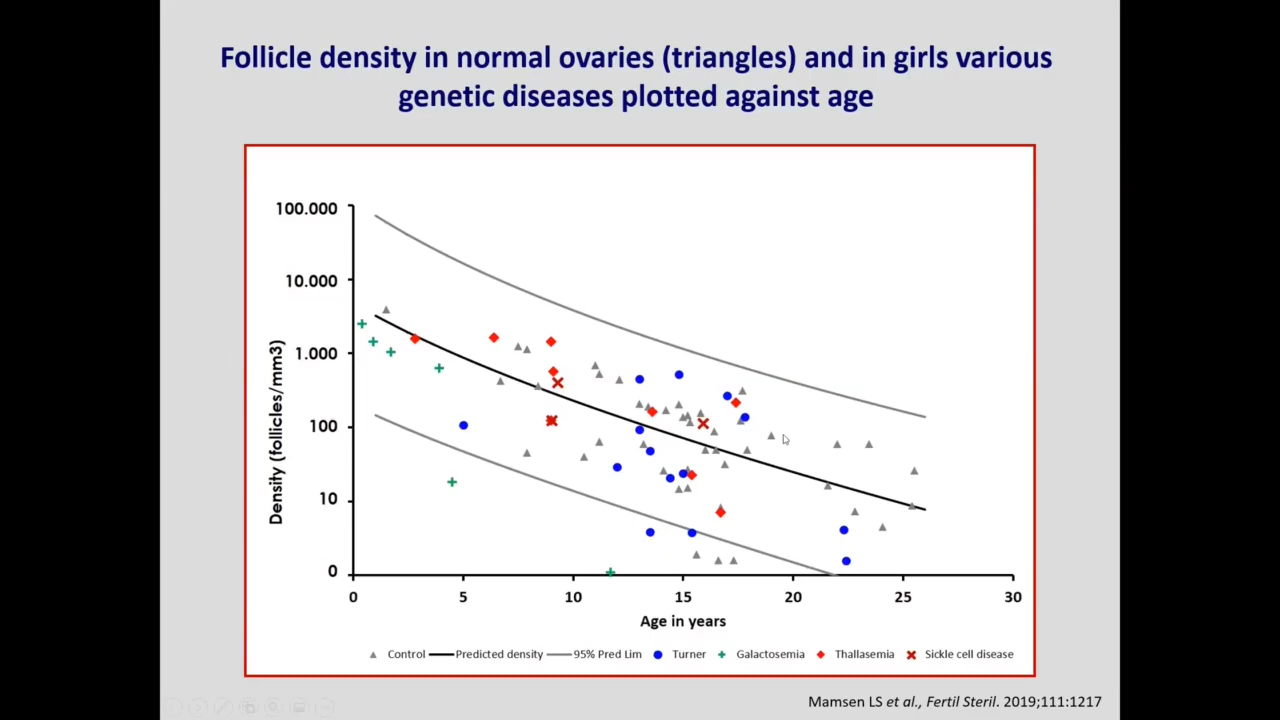 Follicle density in normal ovaries (triangles) and in girls various
genetic diseases plotted against age
100.000
10.000
1.000
100
10
0
Density (follicles/mm3)
0 5 10 15 20 25 30
Age in years
Control Predicted density 95% Pred Lim Turner Galactosemia Thallasemia Sickle cell disease
Mamsen LS et al., Fertil Steril. 2019;111:1217